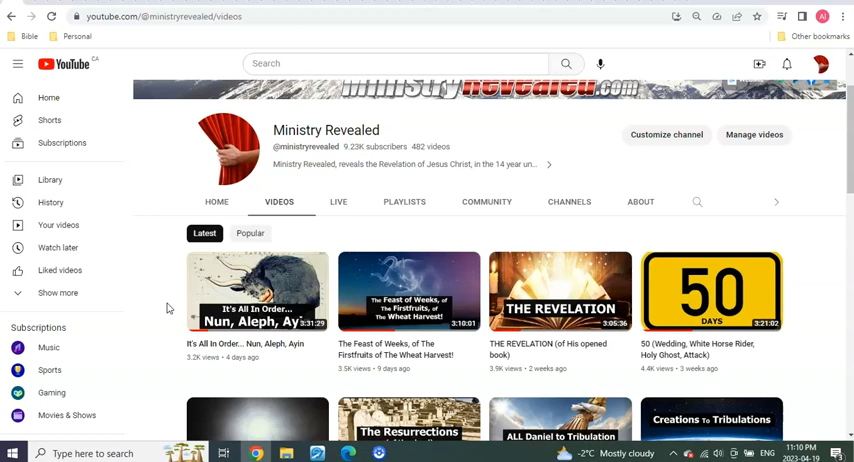 youtube.com/@ministryrevealed/videos
AI
Bible
Personal
Other bookmarks
YouTube CA
Search
MinistryRevealed.com
Home
Shorts
Subscriptions
Library
History
Your videos
Watch later
Liked videos
Show more
Subscriptions
Music
Sports
Gaming
Movies & Shows
Ministry Revealed
@ministryrevealed 9.23K subscribers 482 videos
Ministry Revealed, reveals the Revelation of Jesus Christ, in the 14 year un...
Customize channel
Manage videos
HOME
VIDEOS
LIVE
PLAYLISTS
COMMUNITY
CHANNELS
ABOUT
Latest
Popular
It's All In Order...
Nun, Aleph, Ayin
3:31:29
It's All In Order... Nun, Aleph, Ayin
3.2K views • 4 days ago
The Feast of Weeks, of
The Firstfruits, of
The Wheat Harvest!
3:10:01
The Feast of Weeks, of The
Firstfruits of The Wheat Harvest!
3.5K views • 9 days ago
THE REVELATION
3:05:36
THE REVELATION (of His opened
book)
3.9K views • 2 weeks ago
50
DAYS
3:21:02
50 (Wedding, White Horse Rider,
Holy Ghost, Attack)
4.4K views • 3 weeks ago
The Resurrections
ALL Daniel to Tribulation
Creations To Tribulations
Type here to search
-2°C Mostly cloudy
ENG
11:10 PM
2023-04-19
3